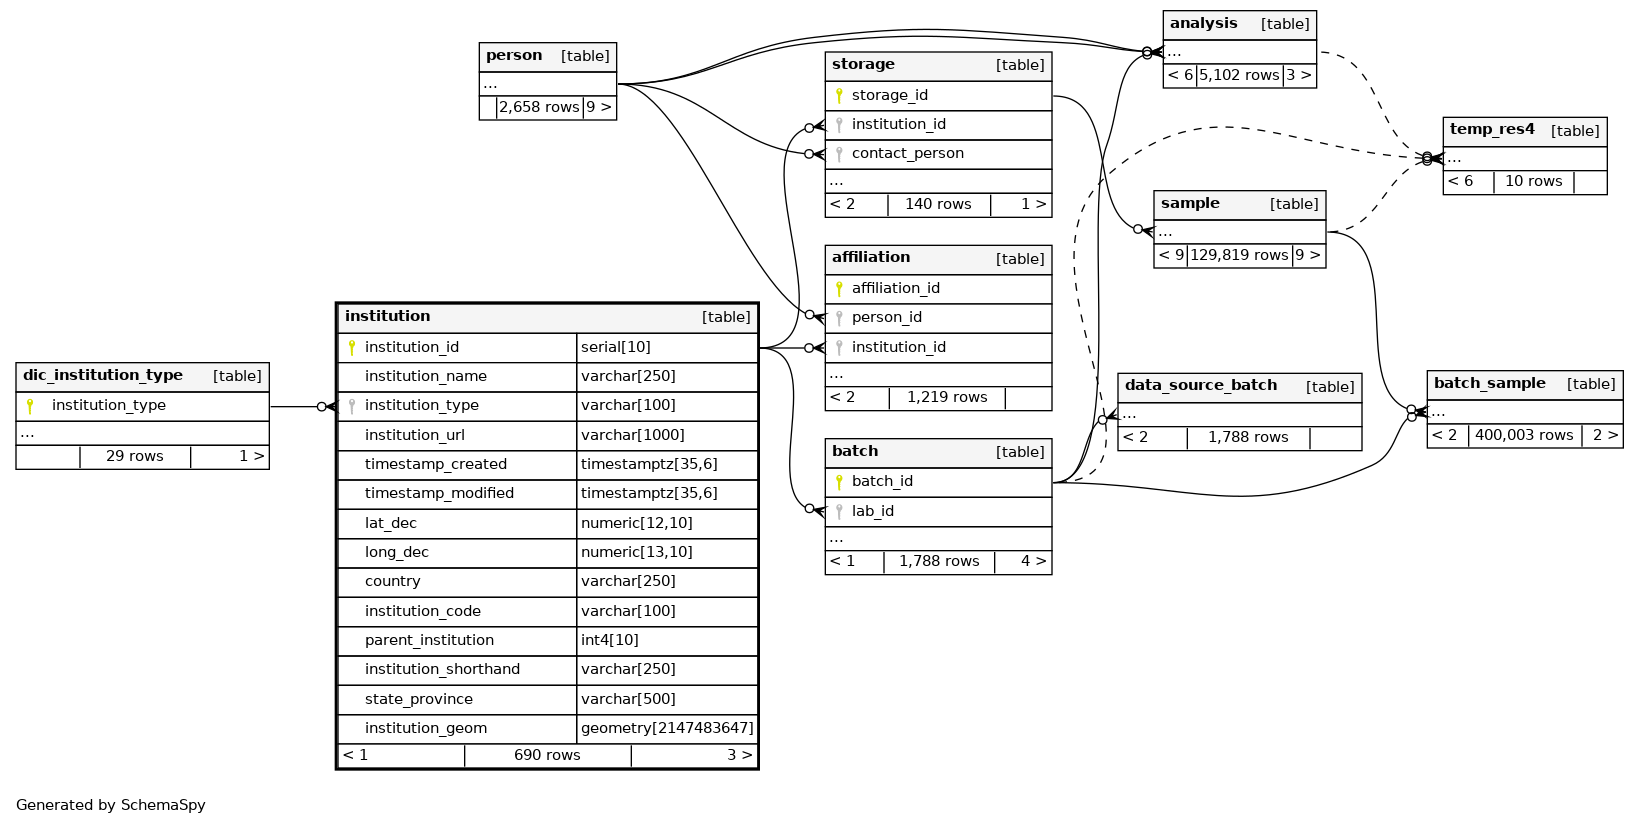 person [table]
...
2,658 rows 9 >
storage [table]
storage_id
institution_id
contact_person
...
< 2 140 rows 1 >
analysis [table]
...
< 6 5,102 rows 3 >
temp_res4 [table]
...
< 6 10 rows
sample [table]
...
< 9 129,819 rows 9 >
affiliation [table]
affiliation_id
person_id
institution_id
...
< 2 1,219 rows
dic_institution_type [table]
institution_type
...
29 rows 1 >
institution [table]
institution_id serial[10]
institution_name varchar[250]
institution_type varchar[100]
institution_url varchar[1000]
timestamp_created timestamptz[35,6]
timestamp_modified timestamptz[35,6]
lat_dec numeric[12,10]
long_dec numeric[13,10]
country varchar[250]
institution_code varchar[100]
parent_institution int4[10]
institution_shorthand varchar[250]
state_province varchar[500]
institution_geom geometry[2147483647]
< 1 690 rows 3 >
batch [table]
batch_id
lab_id
...
< 1 1,788 rows 4 >
data_source_batch [table]
...
< 2 1,788 rows
batch_sample [table]
...
< 2 400,003 rows 2 >
Generated by SchemaSpy